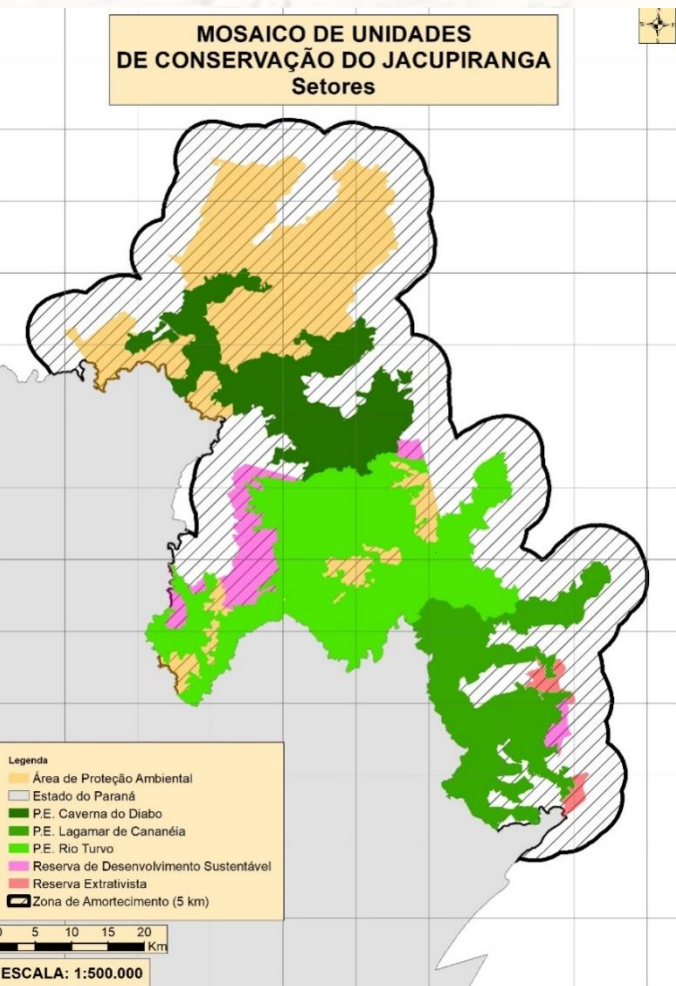 MOSAICO DE UNIDADES
DE CONSERVAÇÃO DO JACUPIRANGA
Setores
Legenda
Área de Proteção Ambiental
Estado do Paraná
P.E. Caverna do Diabo
P.E. Lagamar de Cananéia
P.E. Rio Turvo
Reserva de Desenvolvimento Sustentável
Reserva Extrativista
Zona de Amortecimento (5 km)
0 5 10 15 20
Km
ESCALA: 1:500.000